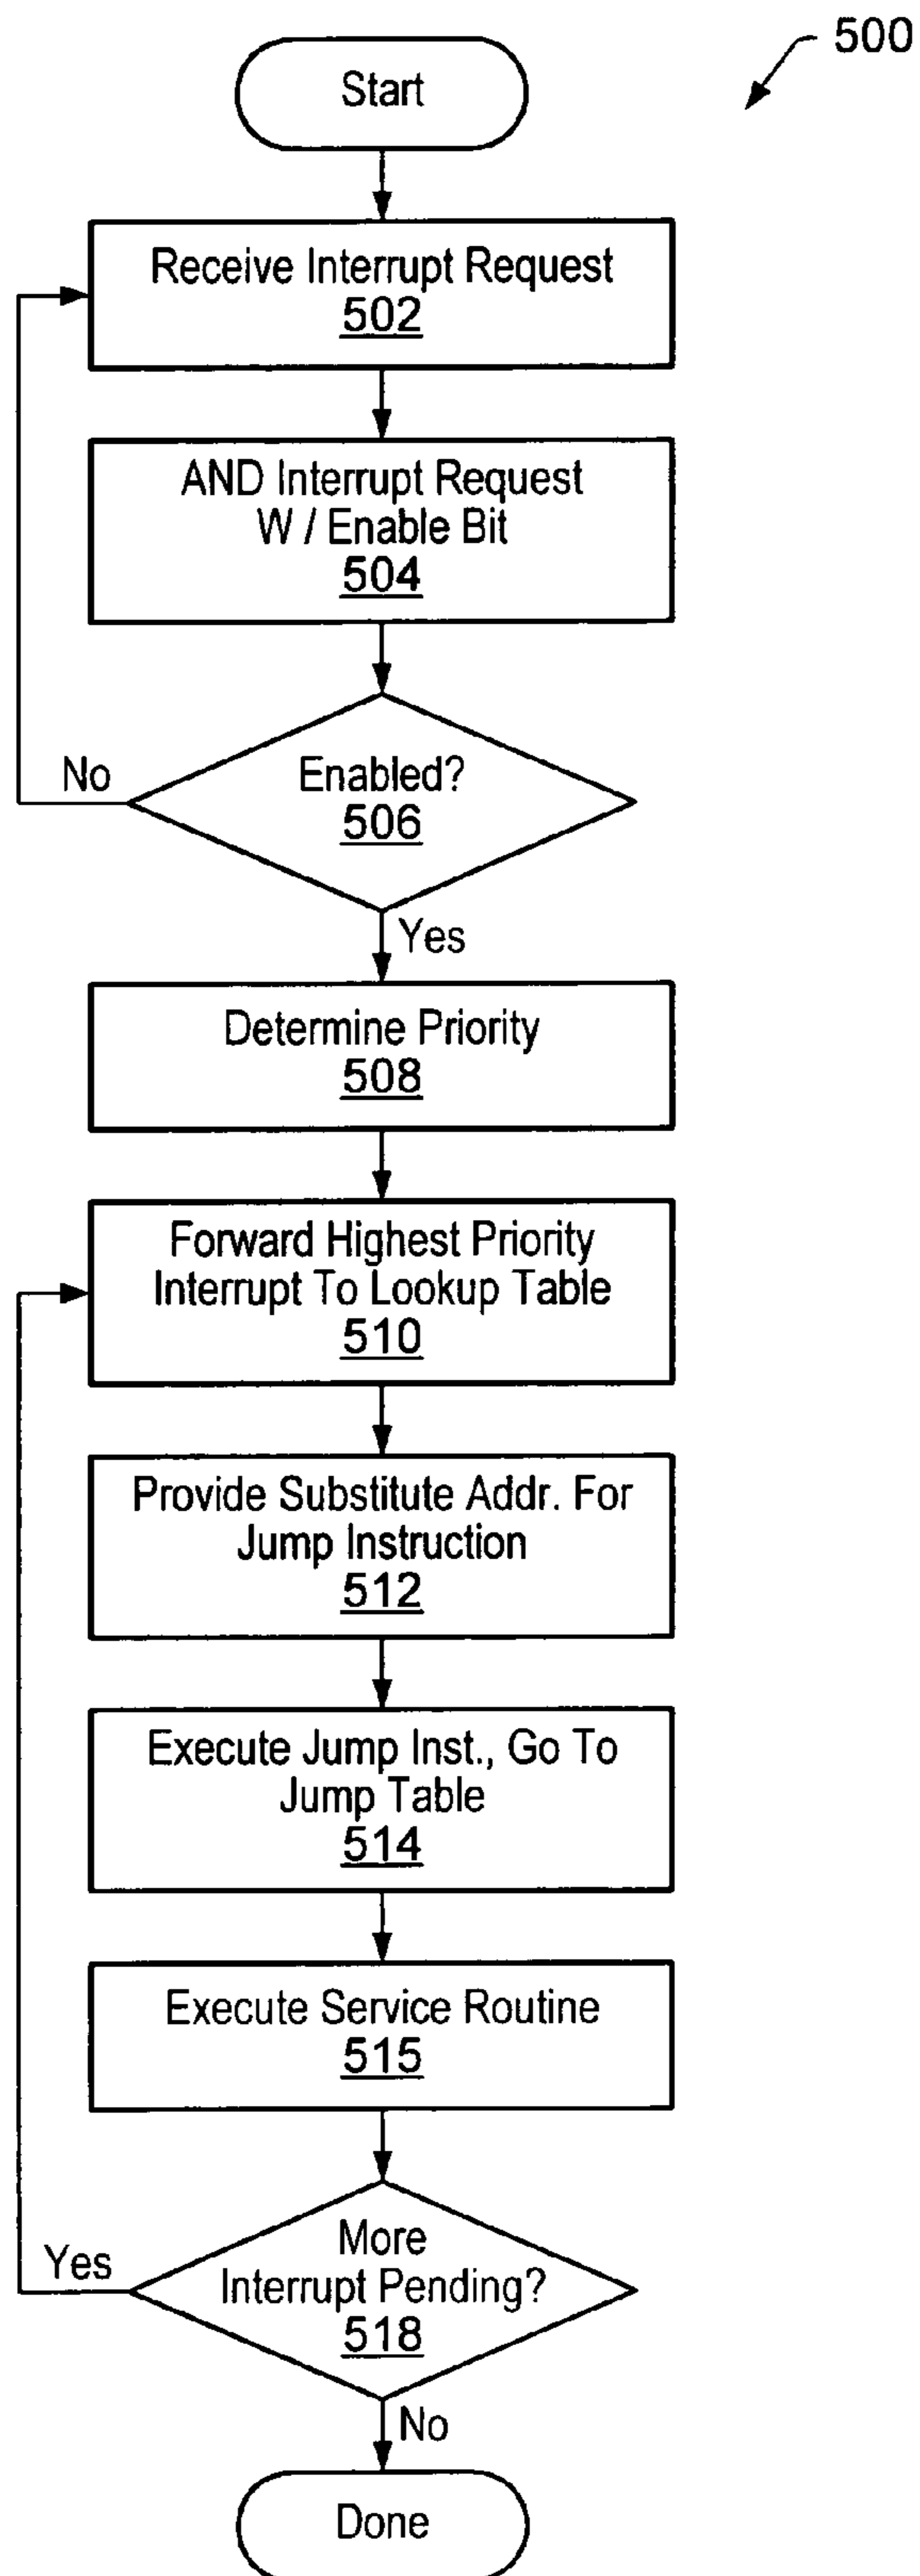 500
Start
Receive Interrupt Request
502
AND Interrupt Request
W / Enable Bit
504
Enabled?
506
No
Yes
Determine Priority
508
Forward Highest Priority
Interrupt To Lookup Table
510
Provide Substitute Addr. For
Jump Instruction
512
Execute Jump Inst., Go To
Jump Table
514
Execute Service Routine
515
More
Interrupt Pending?
518
Yes
No
Done